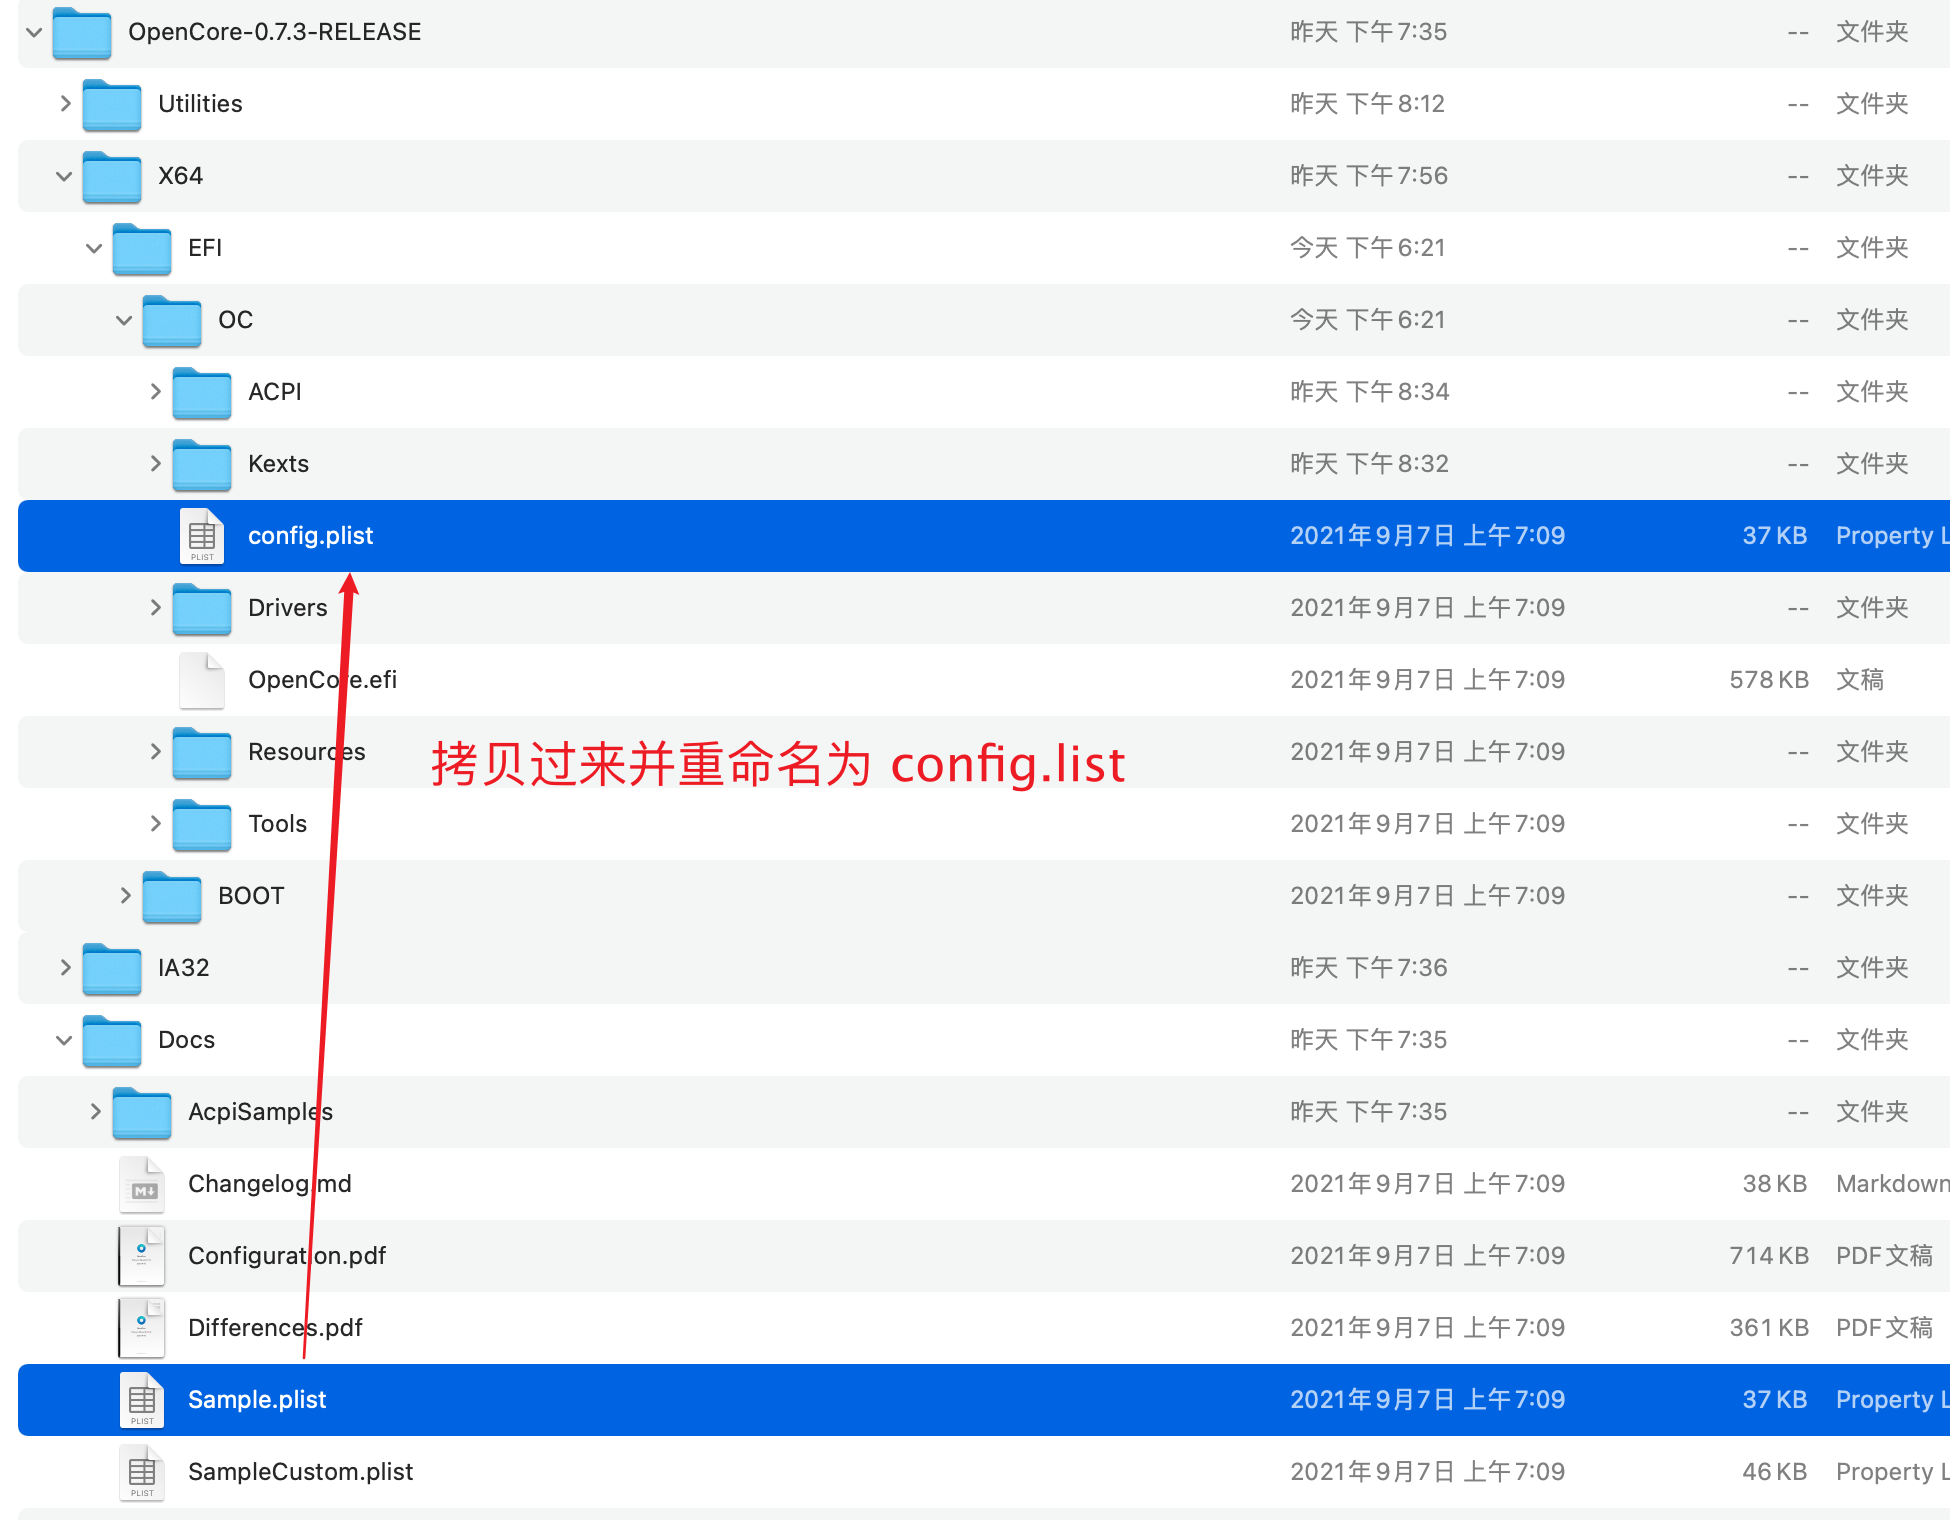 OpenCore-0.7.3-RELEASE 昨天 下午7:35 -- 文件夹
Utilities 昨天 下午8:12 -- 文件夹
X64 昨天 下午7:56 -- 文件夹
EFI 今天 下午6:21 -- 文件夹
OC 今天 下午6:21 -- 文件夹
ACPI 昨天 下午8:34 -- 文件夹
Kexts 昨天 下午8:32 -- 文件夹
PLIST config.plist 2021年9月7日 上午7:09 37 KB Property L
Drivers 2021年9月7日 上午7:09 -- 文件夹
OpenCore.efi 2021年9月7日 上午7:09 578 KB 文稿
Resources 2021年9月7日 上午7:09 -- 文件夹
拷贝过来并重命名为 config.list
Tools 2021年9月7日 上午7:09 -- 文件夹
BOOT 2021年9月7日 上午7:09 -- 文件夹
IA32 昨天 下午7:36 -- 文件夹
Docs 昨天 下午7:35 -- 文件夹
AcpiSamples 昨天 下午7:35 -- 文件夹
Changelog.md 2021年9月7日 上午7:09 38 KB Markdown
Configuration.pdf 2021年9月7日 上午7:09 714 KB PDF文稿
Differences.pdf 2021年9月7日 上午7:09 361 KB PDF文稿
PLIST Sample.plist 2021年9月7日 上午7:09 37 KB Property L
PLIST SampleCustom.plist 2021年9月7日 上午7:09 46 KB Property L